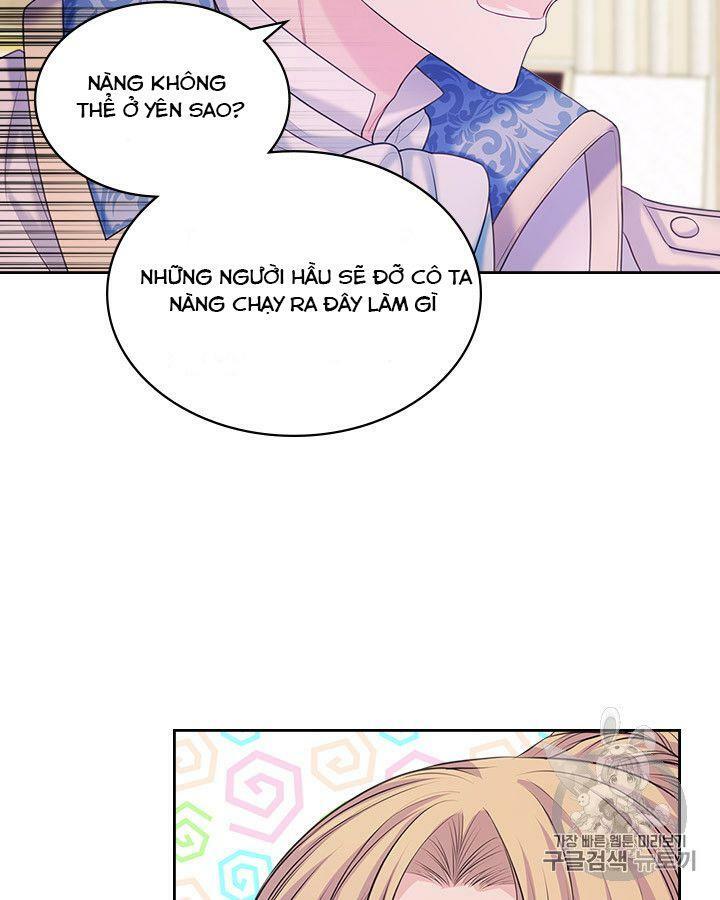 NÀNG KHÔNG
THỂ Ở YÊN SAO?
NHỮNG NGƯỜI HẦU SẼ ĐỠ CÔ TA
NÀNG CHẠY RA ĐÂY LÀM GÌ
가장 빠른 웹툰 미리보기
구글검색 뉴토끼